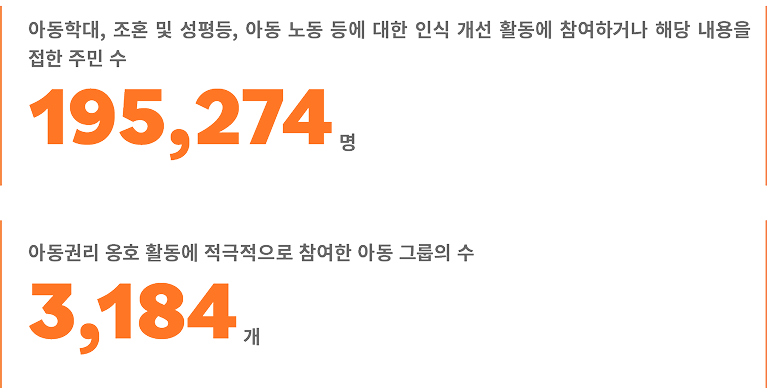 아동학대, 조혼 및 성평등, 아동 노동 등에 대한 인식 개선 활동에 참여하거나 해당 내용을
접한 주민 수
195,274 명
아동권리 옹호 활동에 적극적으로 참여한 아동 그룹의 수
3,184 개